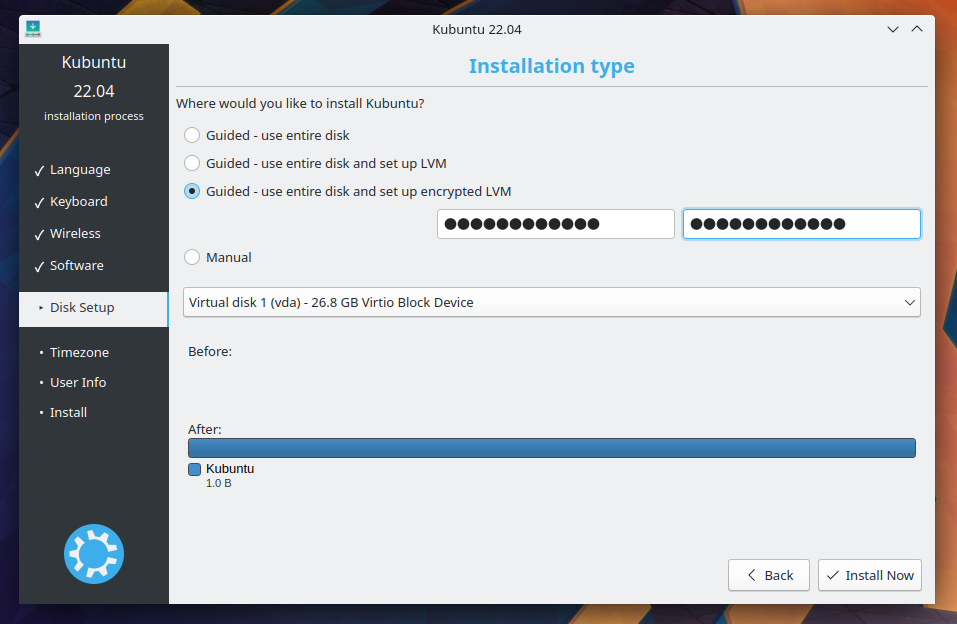 Kubuntu 22.04
Kubuntu
22.04
installation process
Language
Keyboard
Wireless
Software
Disk Setup
Timezone
User Info
Install
Installation type
Where would you like to install Kubuntu?
Guided - use entire disk
Guided - use entire disk and set up LVM
Guided - use entire disk and set up encrypted LVM
●●●●●●●●●●●● ●●●●●●●●●●●●
Manual
Virtual disk 1 (vda) - 26.8 GB Virtio Block Device
Before:
After:
Kubuntu
1.0 B
Back
Install Now